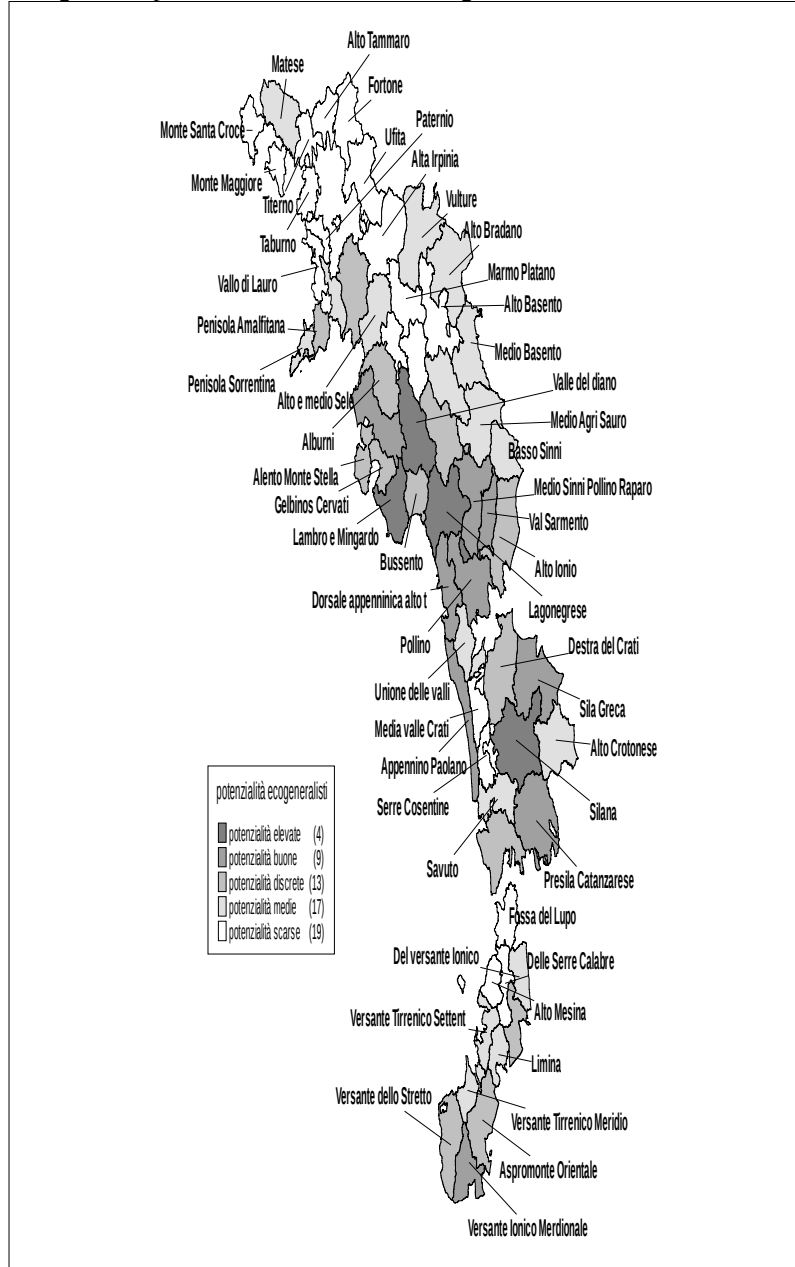 Alto Tammaro
Matese
Fortone
Paternio
Monte Santa Croce
Ufita
Alta Irpinia
Monte Maggiore
Vulture
Titerno
Alto Bradano
Taburno
Marmo Platano
Vallo di Lauro
Alto Basento
Penisola Amalfitana
Medio Basento
Penisola Sorrentina
Valle del diano
Alto e medio Sele
Medio Agri Sauro
Alburni
Basso Sinni
Alento Monte Stella
Medio Sinni Pollino Raparo
Gelbinos Cervati
Val Sarmento
Lambro e Mingardo
Bussento
Alto Ionio
Dorsale appenninica alto t
Lagonegrese
Pollino
Destra del Crati
Unione delle valli
Sila Greca
Media valle Crati
Alto Crotonese
Appennino Paolano
Serre Cosentine
Silana
potenzialità ecogeneralisti
potenzialità elevate (4)
potenzialità buone (9)
potenzialità discrete (13)
potenzialità medie (17)
potenzialità scarse (19)
Savuto
Presila Catanzarese
Fossa del Lupo
Del versante Ionico
Delle Serre Calabre
Alto Mesina
Versante Tirrenico Settent
Limina
Versante dello Stretto
Versante Tirrenico Meridio
Aspromonte Orientale
Versante Ionico Merdionale